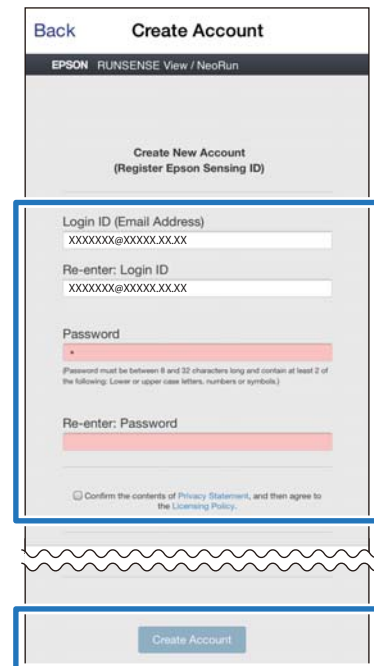 Back Create Account
EPSON RUNSENSE View / NeoRun
Create New Account
(Register Epson Sensing ID)
Login ID (Email Address)
XXXXXXX@XXXXX.XX.XX
Re-enter: Login ID
XXXXXXX@XXXXX.XX.XX
Password
•
(Password must be between 8 and 32 characters long and contain at least 2 of
the following: Lower or upper case letters, numbers or symbols.)
Re-enter: Password
Confirm the contents of Privacy Statement, and then agree to
the Licensing Policy.
Create Account